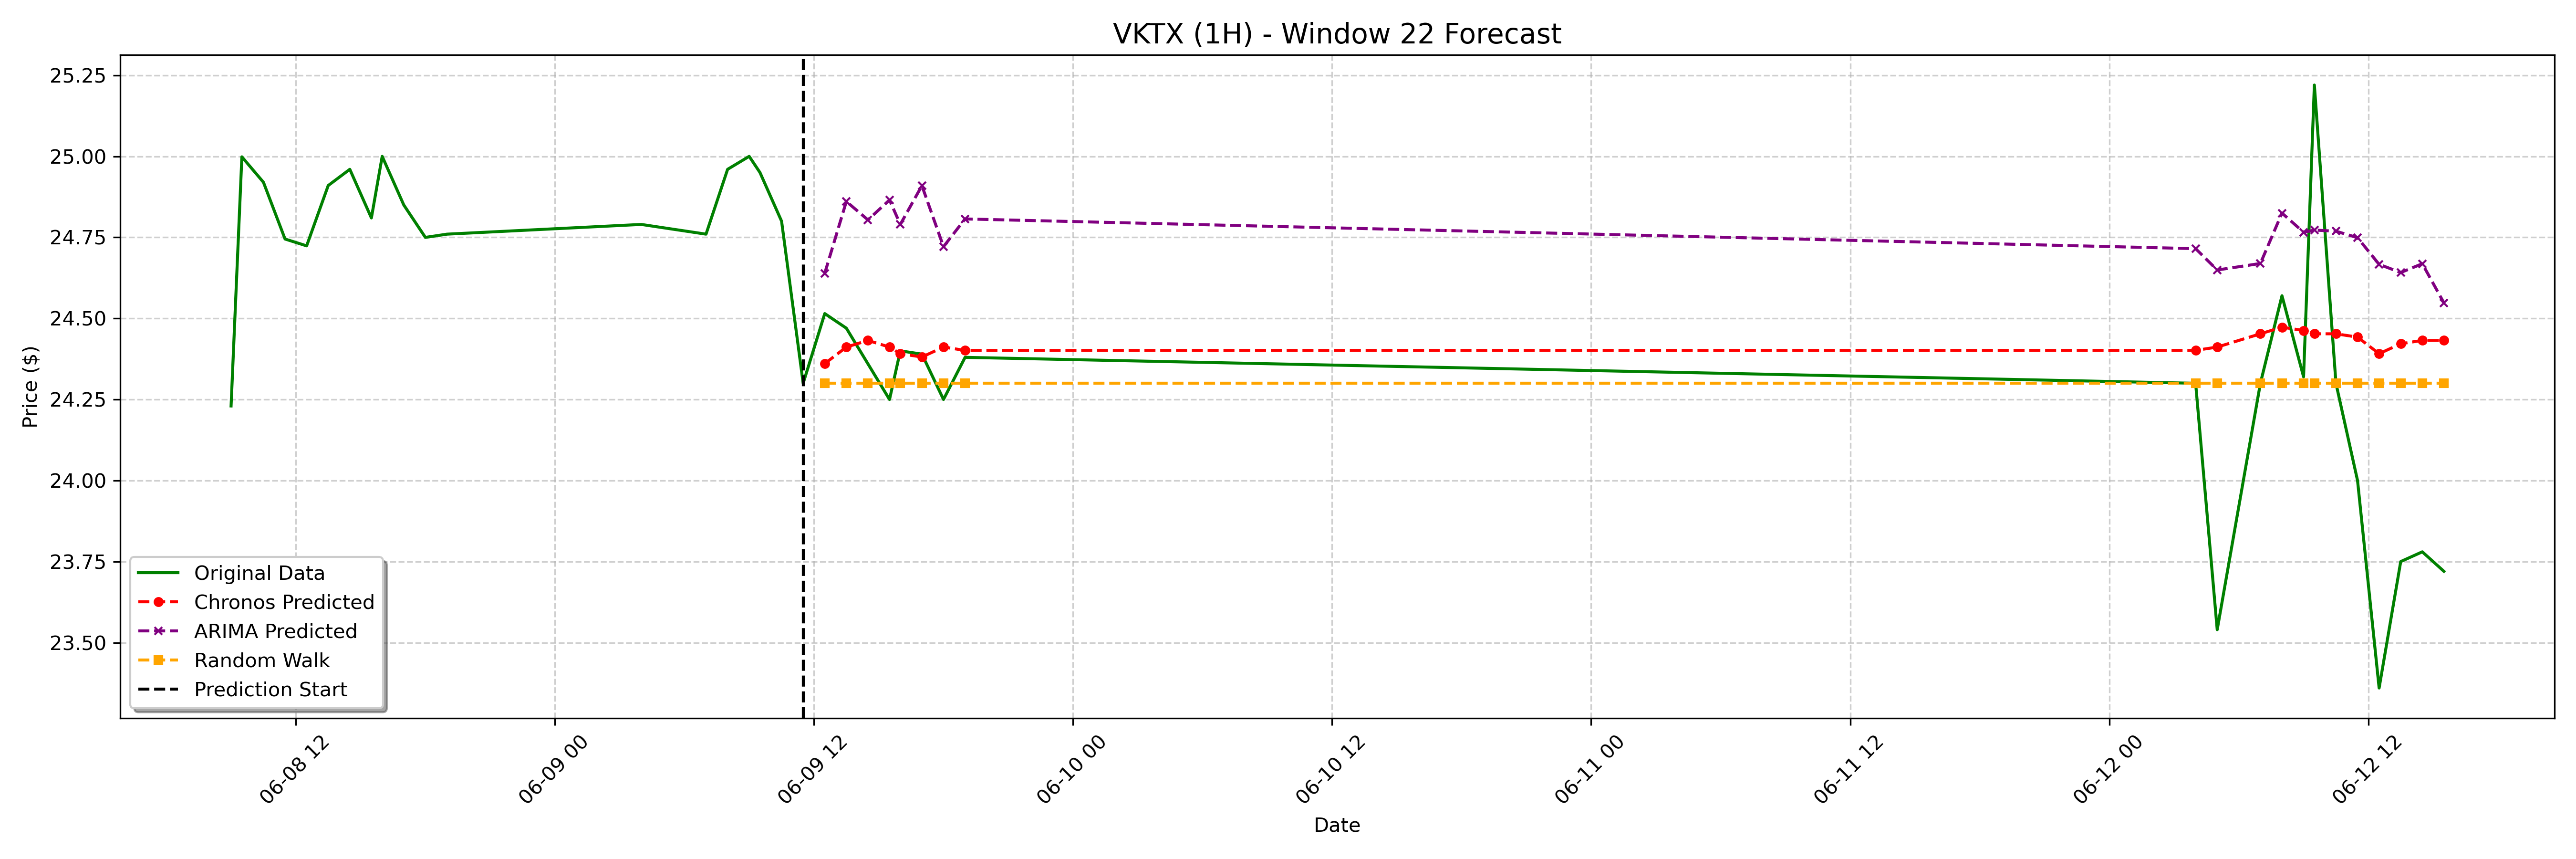 VKTX (1H) - Window 22 Forecast
Price ($)
25.25
25.00
24.75
24.50
24.25
24.00
23.75
23.50
Original Data
Chronos Predicted
ARIMA Predicted
Random Walk
Prediction Start
06-08 12
06-09 00
06-09 12
06-10 00
06-10 12
06-11 00
06-11 12
06-12 00
06-12 12
Date